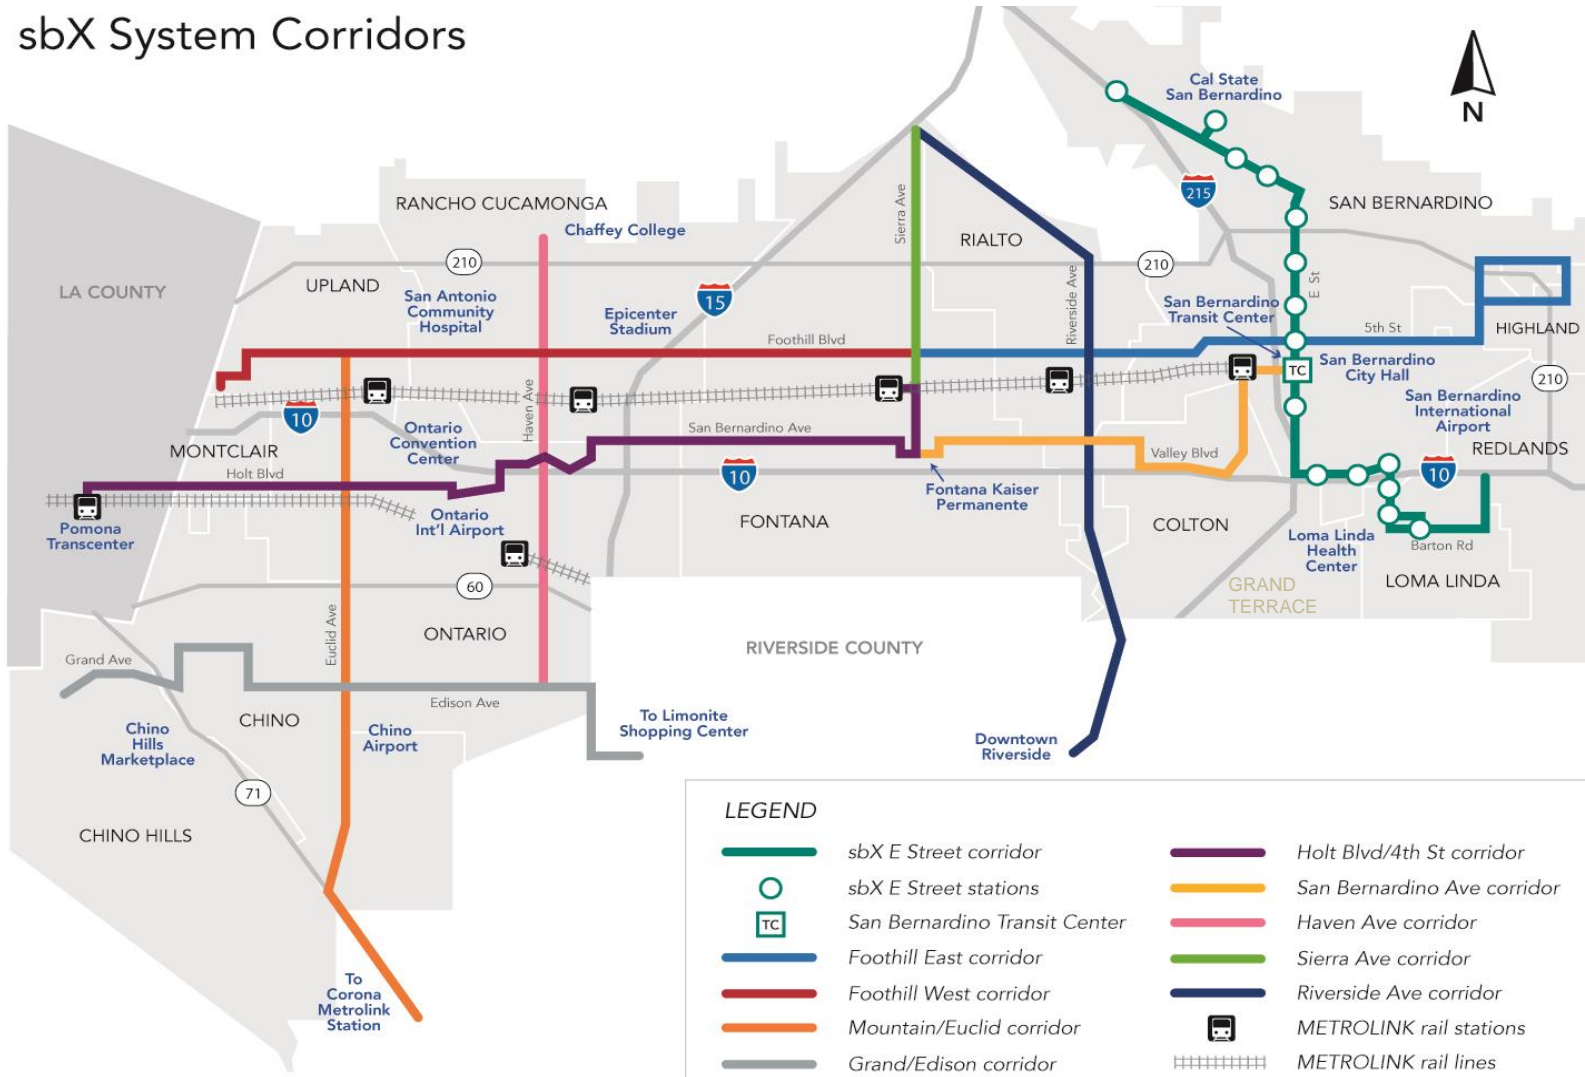 sbX System Corridors
Cal State
San Bernardino
N
215
RANCHO CUCAMONGA
SAN BERNARDINO
Chaffey College
Sierra Ave
RIALTO
LA COUNTY
210
UPLAND
San Antonio
Community
Hospital
15
Epicenter
Stadium
Riverside Ave
210
San Bernardino
Transit Center
E St
Foothill Blvd
5th St
HIGHLAND
TC
San Bernardino
City Hall
210
10
Haven Ave
San Bernardino
International
Airport
MONTCLAIR
Ontario
Convention
Center
San Bernardino Ave
REDLANDS
Holt Blvd
10
Valley Blvd
10
Fontana Kaiser
Permanente
Pomona
Transcenter
Ontario
Int'l Airport
FONTANA
COLTON
Loma Linda
Health
Center
Barton Rd
60
GRAND
TERRACE
LOMA LINDA
Euclid Ave
ONTARIO
RIVERSIDE COUNTY
Grand Ave
Edison Ave
CHINO
Chino
Hills
Marketplace
Chino
Airport
To Limonite
Shopping Center
Downtown
Riverside
71
CHINO HILLS
To
Corona
Metrolink
Station
LEGEND
sbX E Street corridor
sbX E Street stations
TC
San Bernardino Transit Center
Foothill East corridor
Foothill West corridor
Mountain/Euclid corridor
Grand/Edison corridor
Holt Blvd/4th St corridor
San Bernardino Ave corridor
Haven Ave corridor
Sierra Ave corridor
Riverside Ave corridor
METROLINK rail stations
METROLINK rail lines